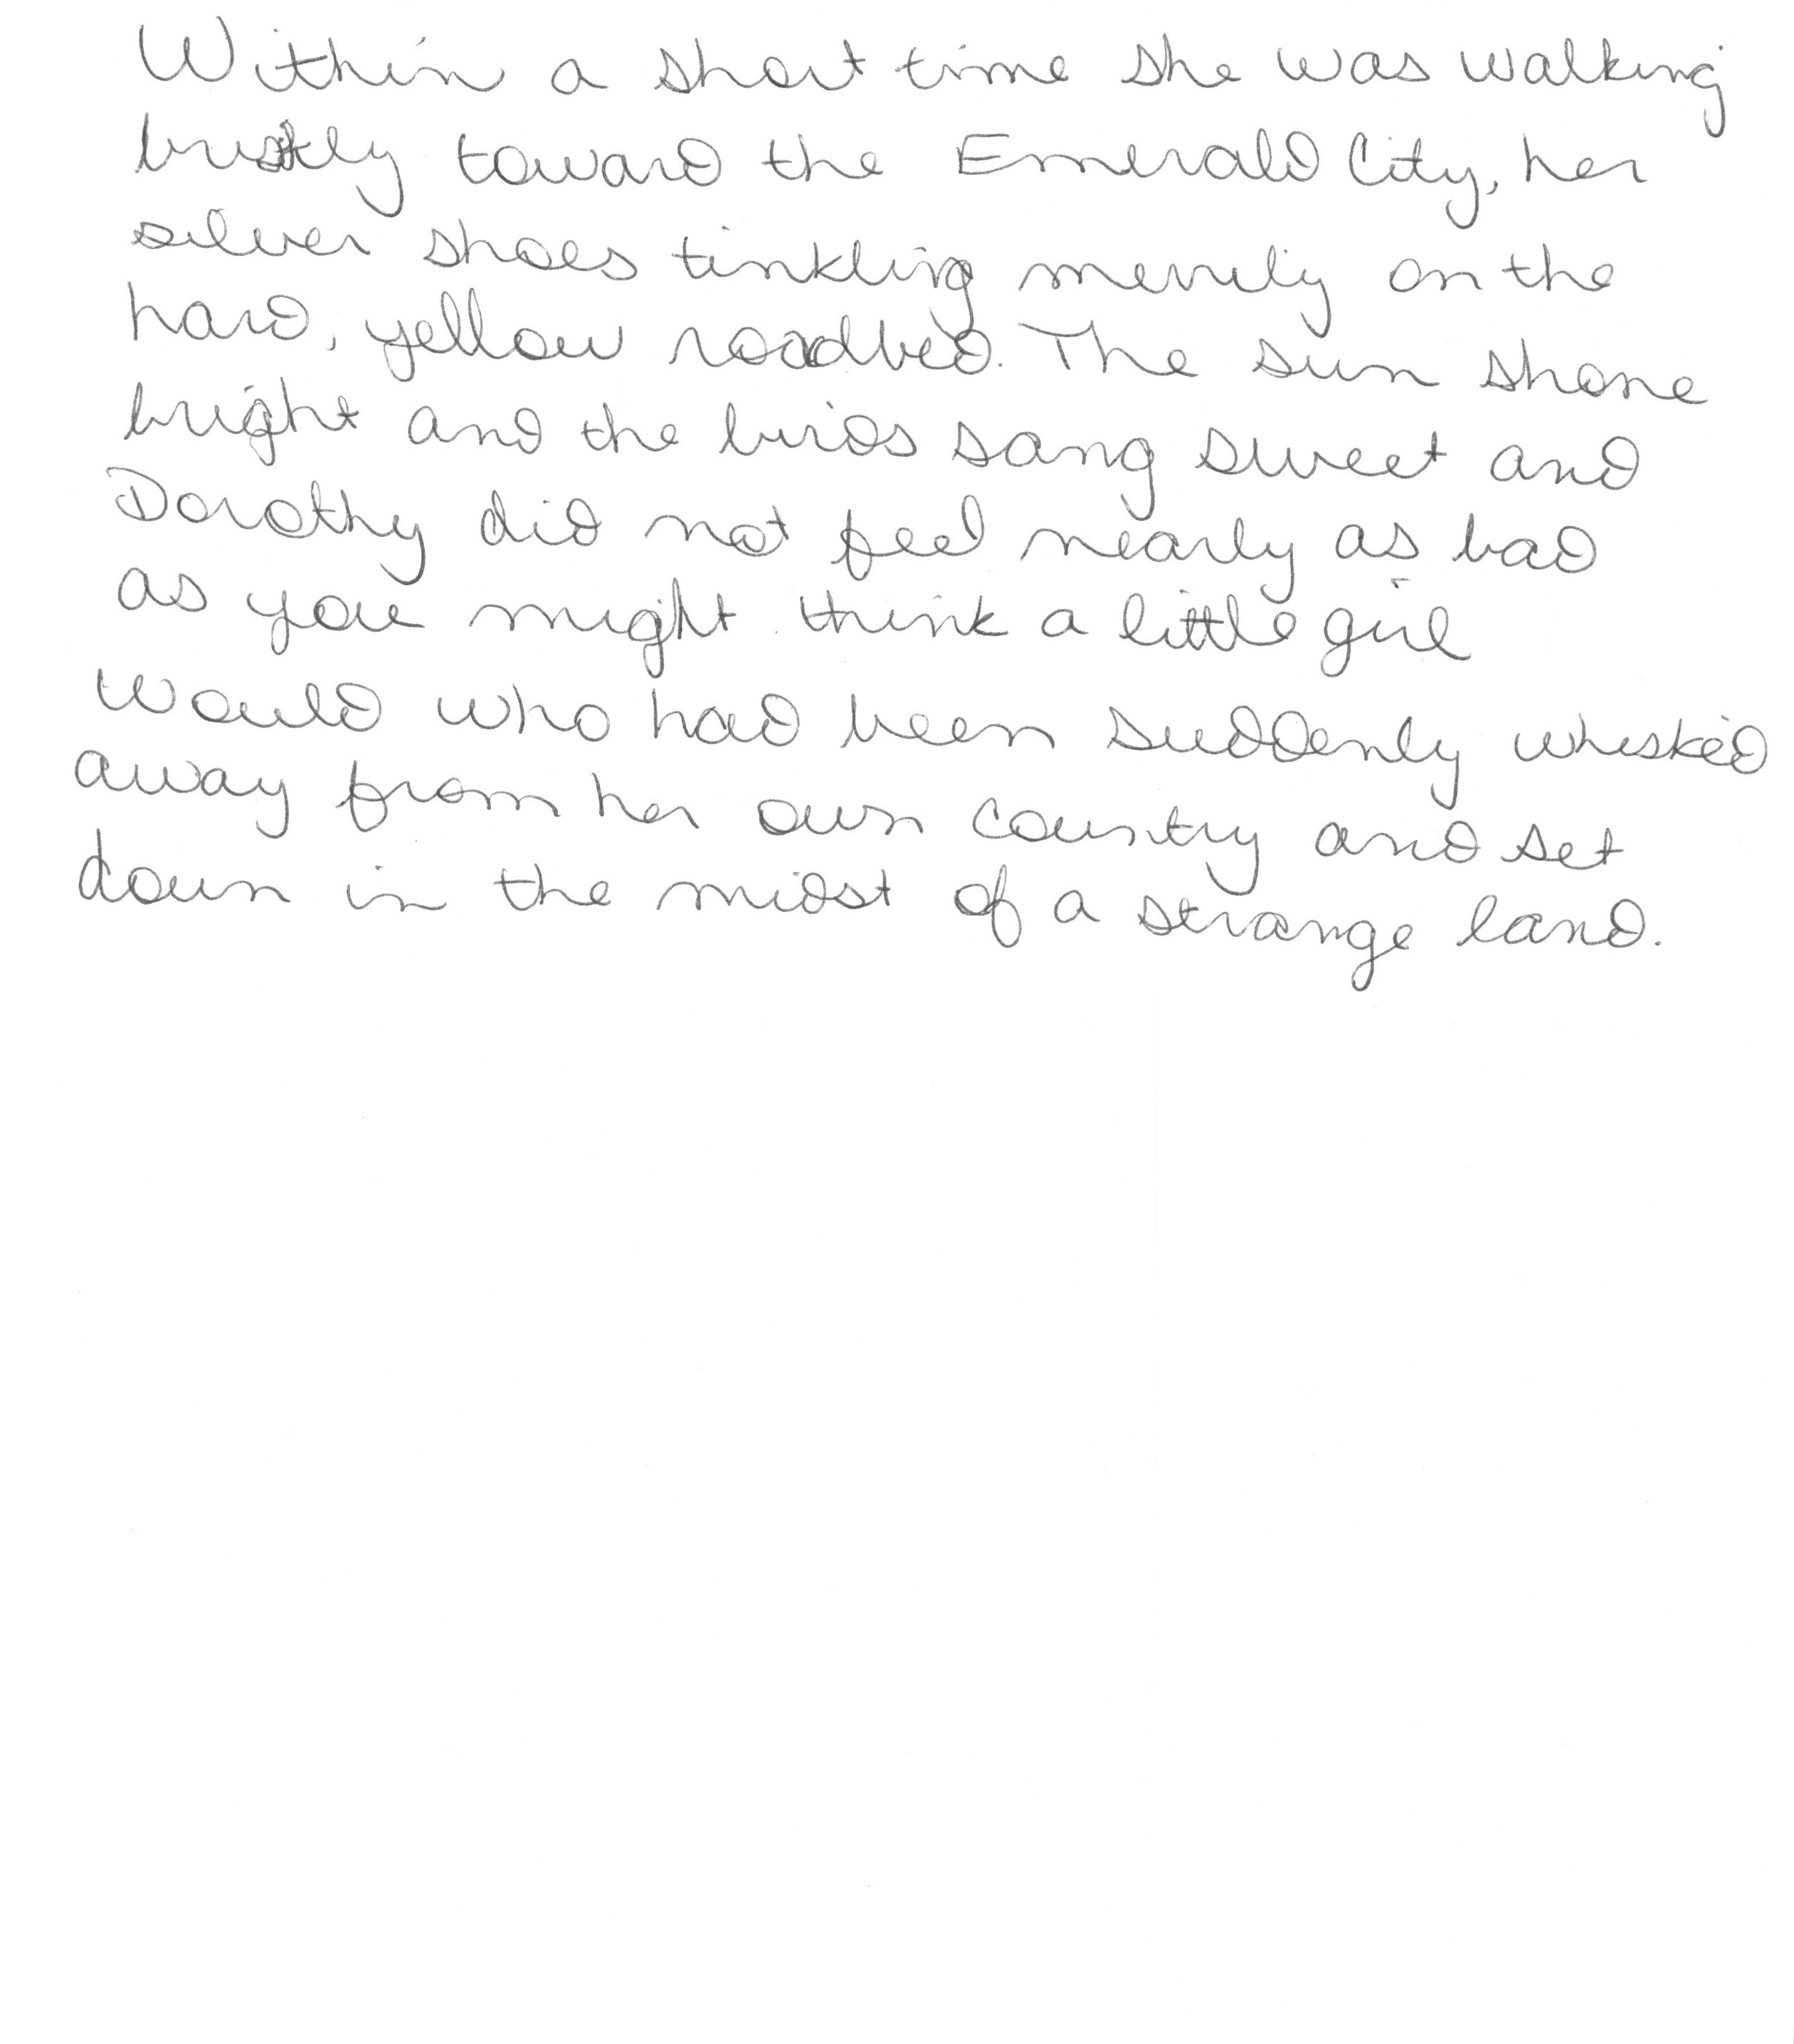 Within a short time she was walking
briskly toward the Emerald City, her
silver shoes tinkling merrily on the
hard, yellow roadbed. The sun shone
bright and the birds sang sweet and
Dorothy did not feel nearly as bad
as you might think a little girl
would who had been suddenly whisked
away from her own country and set
down in the midst of a strange land.